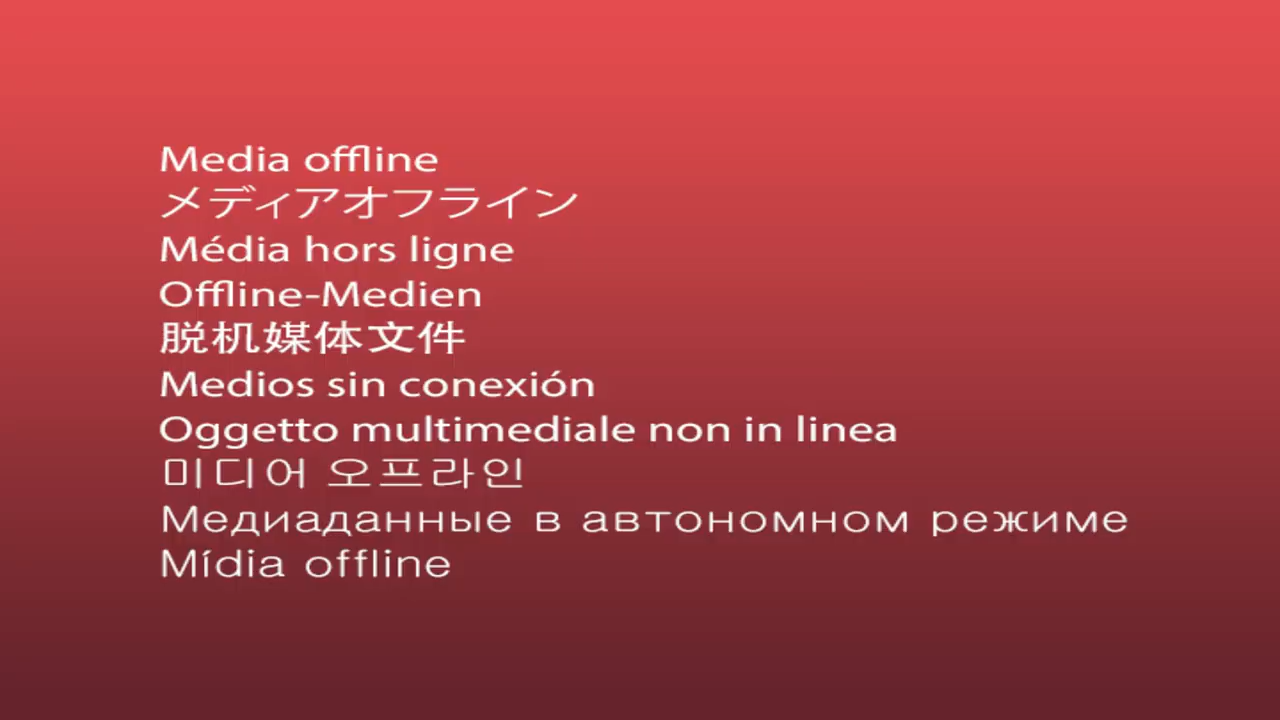 Media offline
メディアオフライン
Média hors ligne
Offline-Medien
脱机媒体文件
Medios sin conexión
Oggetto multimediale non in linea
미디어 오프라인
Медиаданные в автономном режиме
Mídia offline